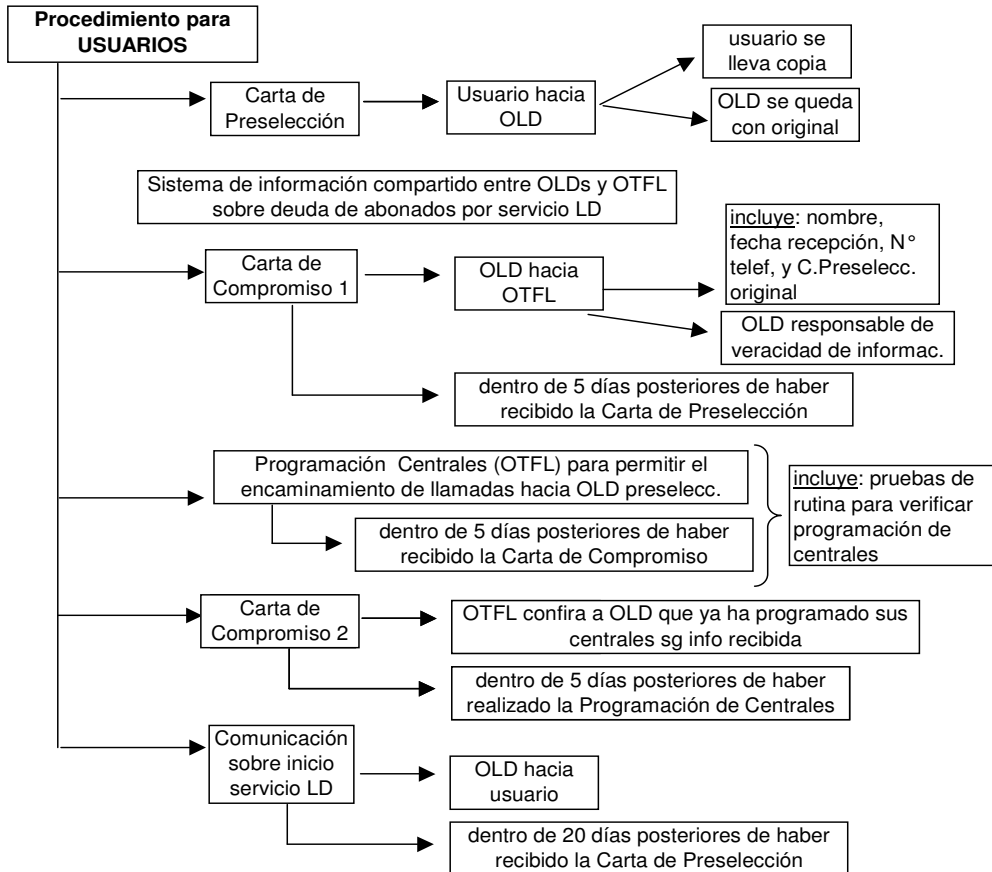 Procedimiento para
USUARIOS
Carta de
Preselección
Usuario hacia
OLD
usuario se
lleva copia
OLD se queda
con original
Sistema de información compartido entre OLDs y OTFL
sobre deuda de abonados por servicio LD
Carta de
Compromiso 1
OLD hacia
OTFL
incluye: nombre,
fecha recepción, N°
telef, y C.Preselecc.
original
OLD responsable de
veracidad de informac.
dentro de 5 días posteriores de haber
recibido la Carta de Preselección
Programación Centrales (OTFL) para permitir el
encaminamiento de llamadas hacia OLD preselecc.
dentro de 5 días posteriores de haber
recibido la Carta de Compromiso
incluye: pruebas de
rutina para verificar
programación de
centrales
Carta de
Compromiso 2
OTFL confira a OLD que ya ha programado sus
centrales sg info recibida
dentro de 5 días posteriores de haber
realizado la Programación de Centrales
Comunicación
sobre inicio
servicio LD
OLD hacia
usuario
dentro de 20 días posteriores de haber
recibido la Carta de Preselección